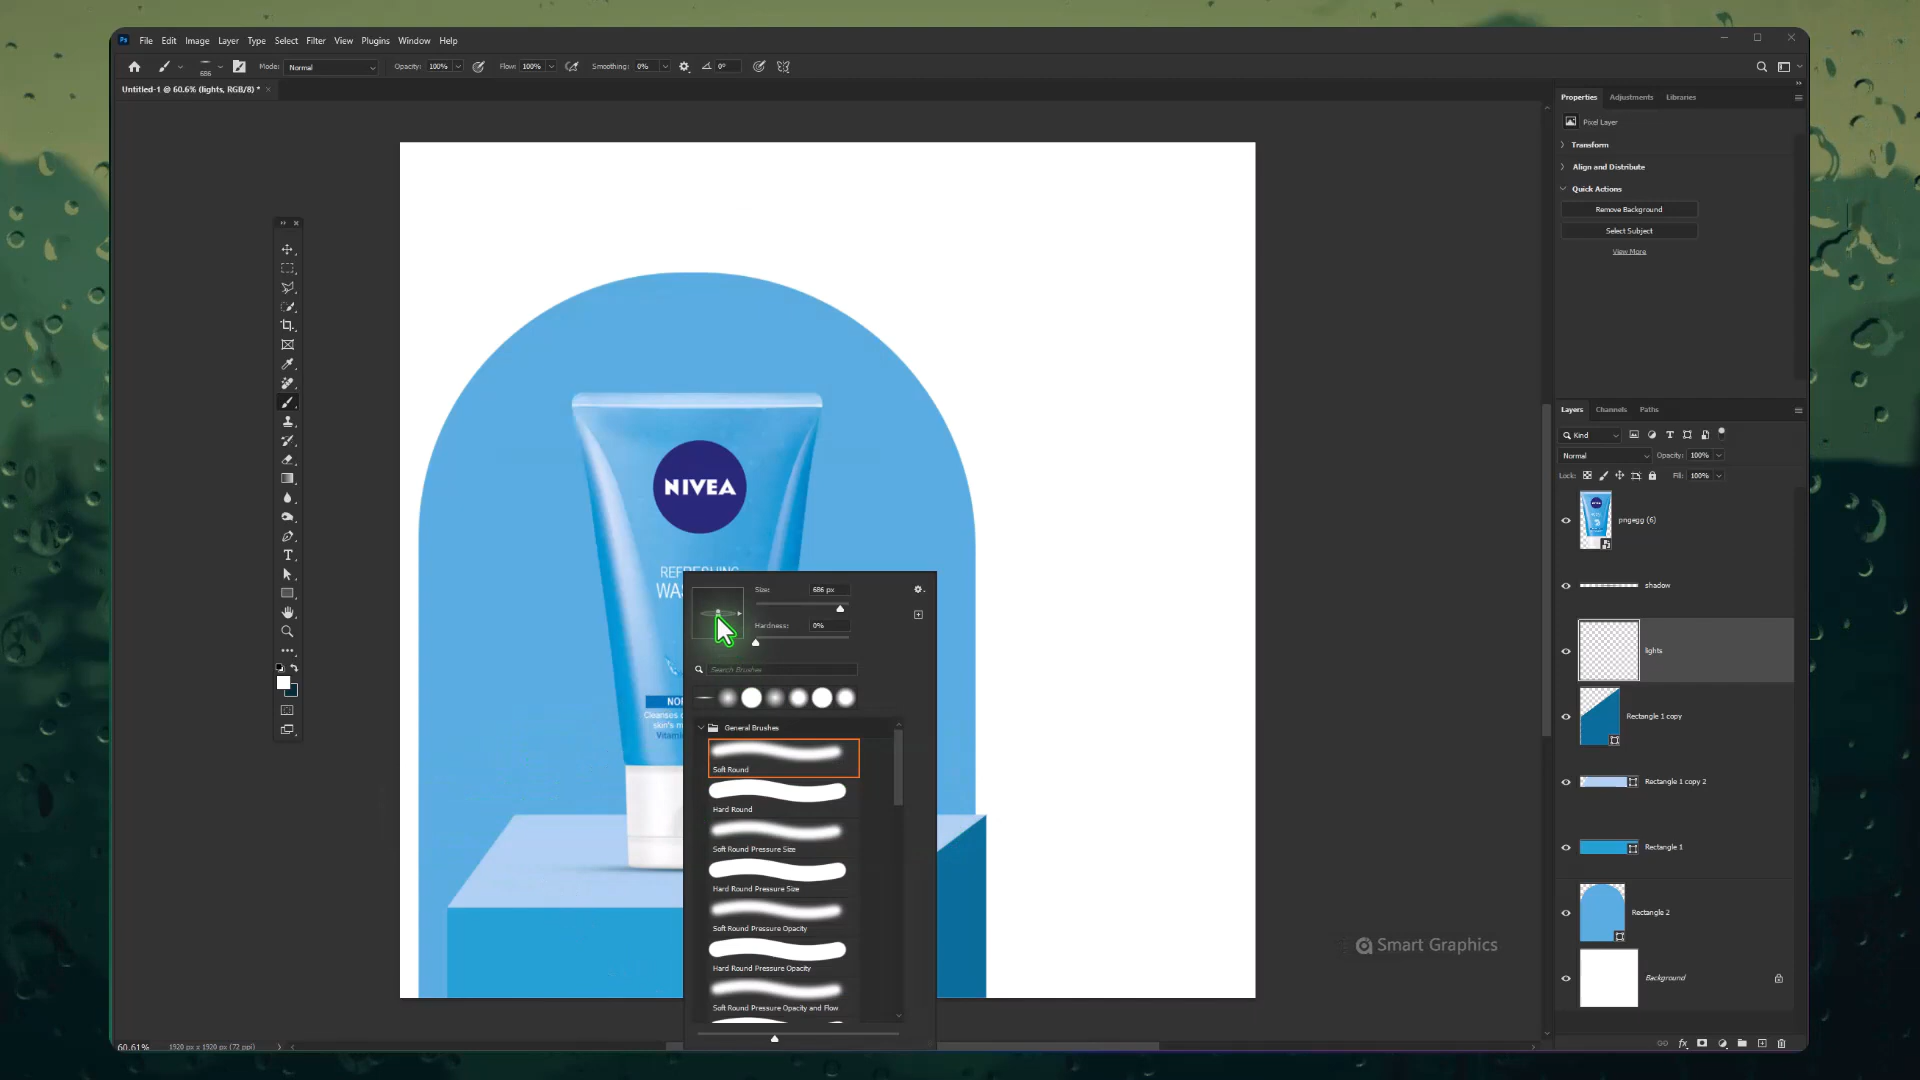 Ps File Edit Image Layer Type Select Filter View Plugins Window Help
686 Mode: Normal Opacity: 100% Flow: 100% Smoothing: 0% 0°
Untitled-1 @ 60.6% (lights, RGB/8) *
Properties Adjustments Libraries
Pixel Layer
Transform
Align and Distribute
Quick Actions
Remove Background
Select Subject
View More
Layers Channels Paths
Kind
Normal Opacity: 100%
Lock: Fill: 100%
pngegg (6)
shadow
lights
Rectangle 1 copy
Rectangle 1 copy 2
Rectangle 1
Rectangle 2
Background
NIVEA
REFRESHING
Size: 686 px
Hardness: 0%
Search Brushes
General Brushes
Soft Round
Hard Round
Soft Round Pressure Size
Hard Round Pressure Size
Soft Round Pressure Opacity
Hard Round Pressure Opacity
Soft Round Pressure Opacity and Flow
Smart Graphics
60.61% 1920 px x 1920 px (72 ppi)